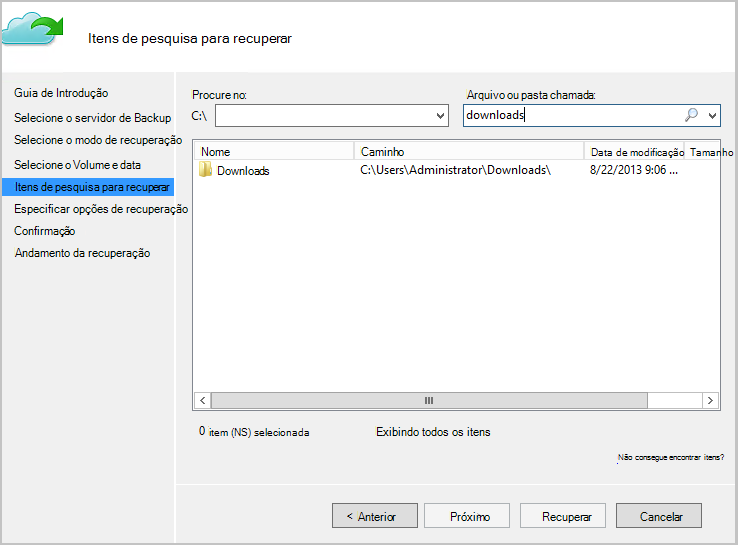 Itens de pesquisa para recuperar
Guia de Introdução
Selecione o servidor de Backup
Selecione o modo de recuperação
Selecione o Volume e data
Itens de pesquisa para recuperar
Especificar opções de recuperação
Confirmação
Andamento da recuperação
Procure no: Arquivo ou pasta chamada:
C:\ downloads
Nome Caminho Data de modificação Tamanho
Downloads C:\Users\Administrator\Downloads\ 8/22/2013 9:06 ...
0 item (NS) selecionada Exibindo todos os itens
Não consegue encontrar itens?
< Anterior Próximo Recuperar Cancelar